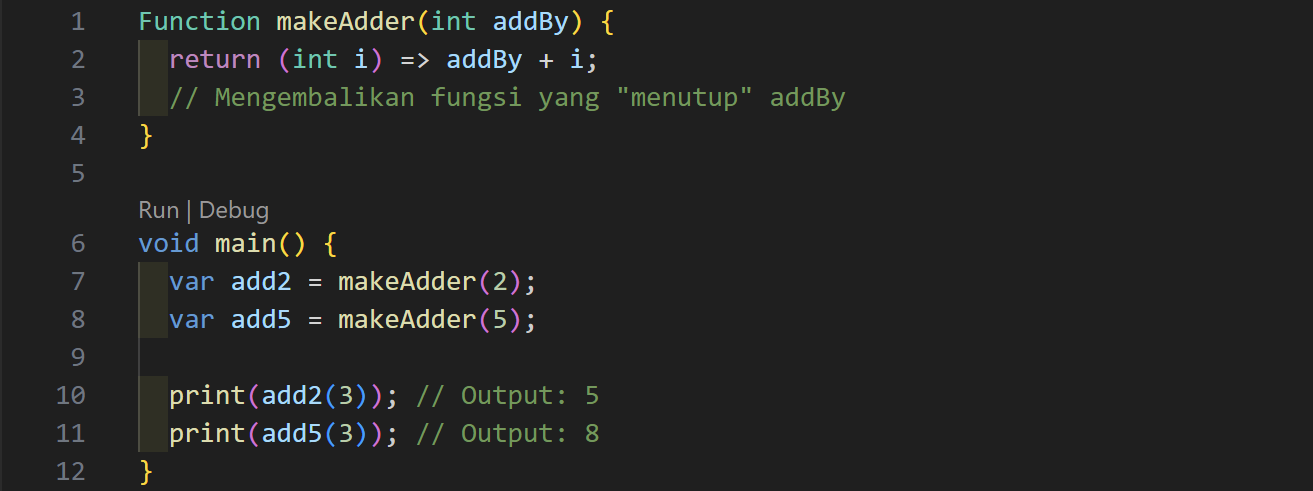 1 Function makeAdder(int addBy) {
2 return (int i) => addBy + i;
3 // Mengembalikan fungsi yang "menutup" addBy
4 }
5
Run | Debug
6 void main() {
7 var add2 = makeAdder(2);
8 var add5 = makeAdder(5);
9
10 print(add2(3)); // Output: 5
11 print(add5(3)); // Output: 8
12 }